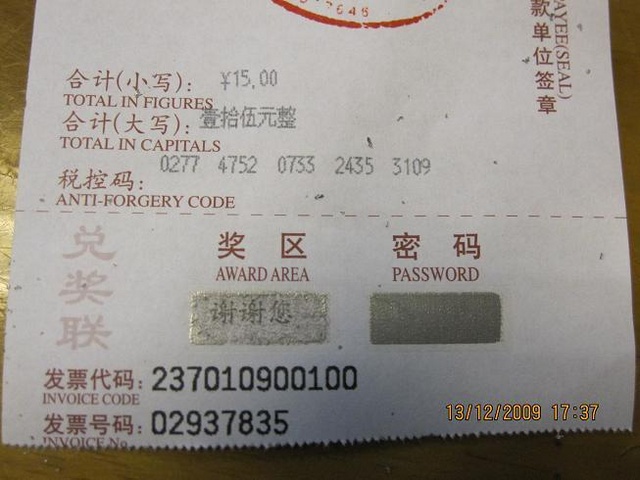 7648
款单位签章
PAYEE(SEAL)
合计(小写): ¥15.00
TOTAL IN FIGURES
合计(大写): 壹拾伍元整
TOTAL IN CAPITALS
0277 4752 0733 2435 3109
税控码:
ANTI-FORGERY CODE
兑奖联
奖区 密码
AWARD AREA PASSWORD
谢谢您
发票代码: 237010900100
INVOICE CODE
发票号码: 02937835
INVOICE No
13/12/2009 17:37